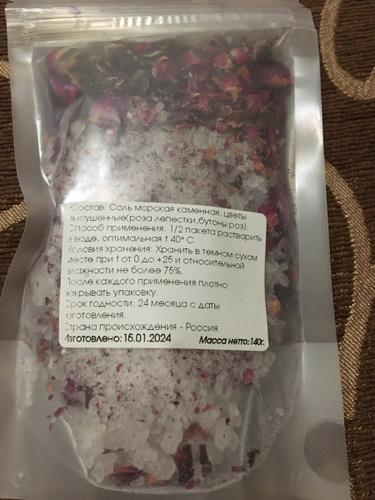 Состав: Соль морская каменная, цветы
высушенные(роза лепестки,бутоны роз).
Способ применения: 1/2 пакета растворить
в воде, оптимальная t 40° С
Условия хранения: Хранить в темном сухом
месте при t от 0 до +25 и относительной
влажности не более 75%.
После каждого применения плотно
закрывать упаковку.
Срок годности: 24 месяца с даты
изготовления.
Страна происхождения - Россия.
Изготовлено: 15.01.2024 Масса нетто:140г.